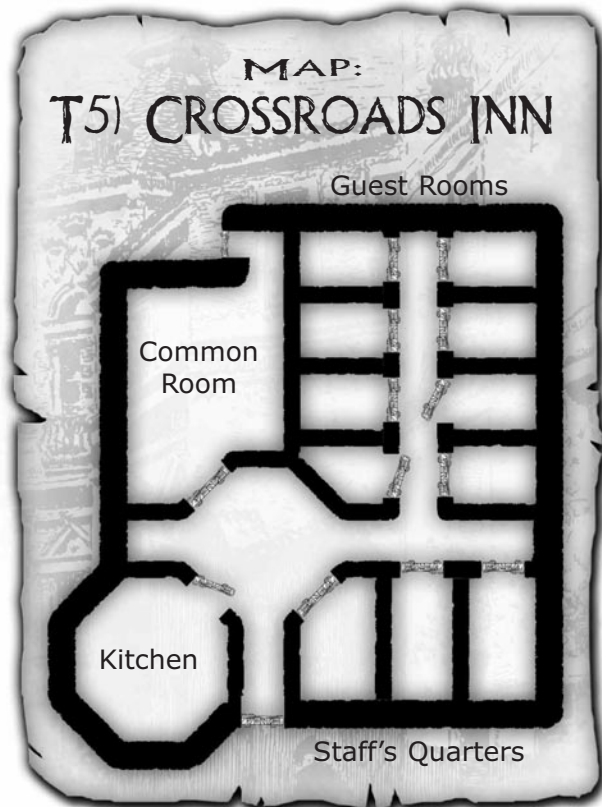 MAP:
T5) CROSSROADS INN
Guest Rooms
Common
Room
Kitchen
Staff's Quarters